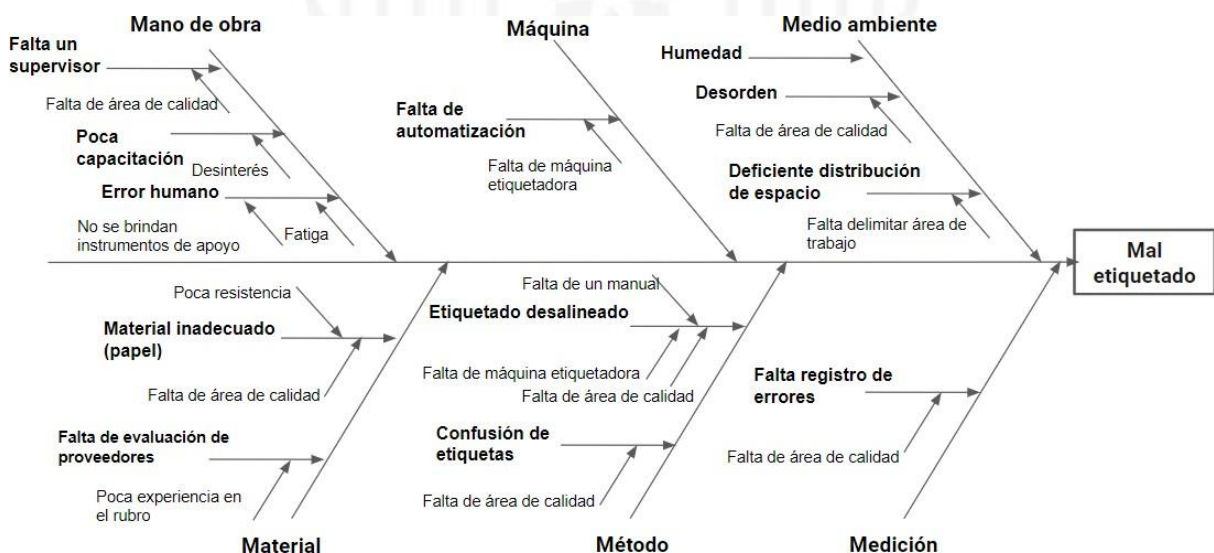 Mano de obra
Máquina
Medio ambiente
Falta un
supervisor
Falta de área de calidad
Poca
capacitación
Desinterés
Error humano
No se brindan
instrumentos de apoyo
Fatiga
Falta de
automatización
Falta de máquina
etiquetadora
Humedad
Desorden
Falta de área de calidad
Deficiente distribución
de espacio
Falta delimitar área de
trabajo
Mal
etiquetado
Poca resistencia
Material inadecuado
(papel)
Falta de área de calidad
Falta de evaluación de
proveedores
Poca experiencia en
el rubro
Falta de un manual
Etiquetado desalineado
Falta de máquina etiquetadora
Falta de área de calidad
Confusión de
etiquetas
Falta de área de calidad
Falta registro de
errores
Falta de área de calidad
Material
Método
Medición